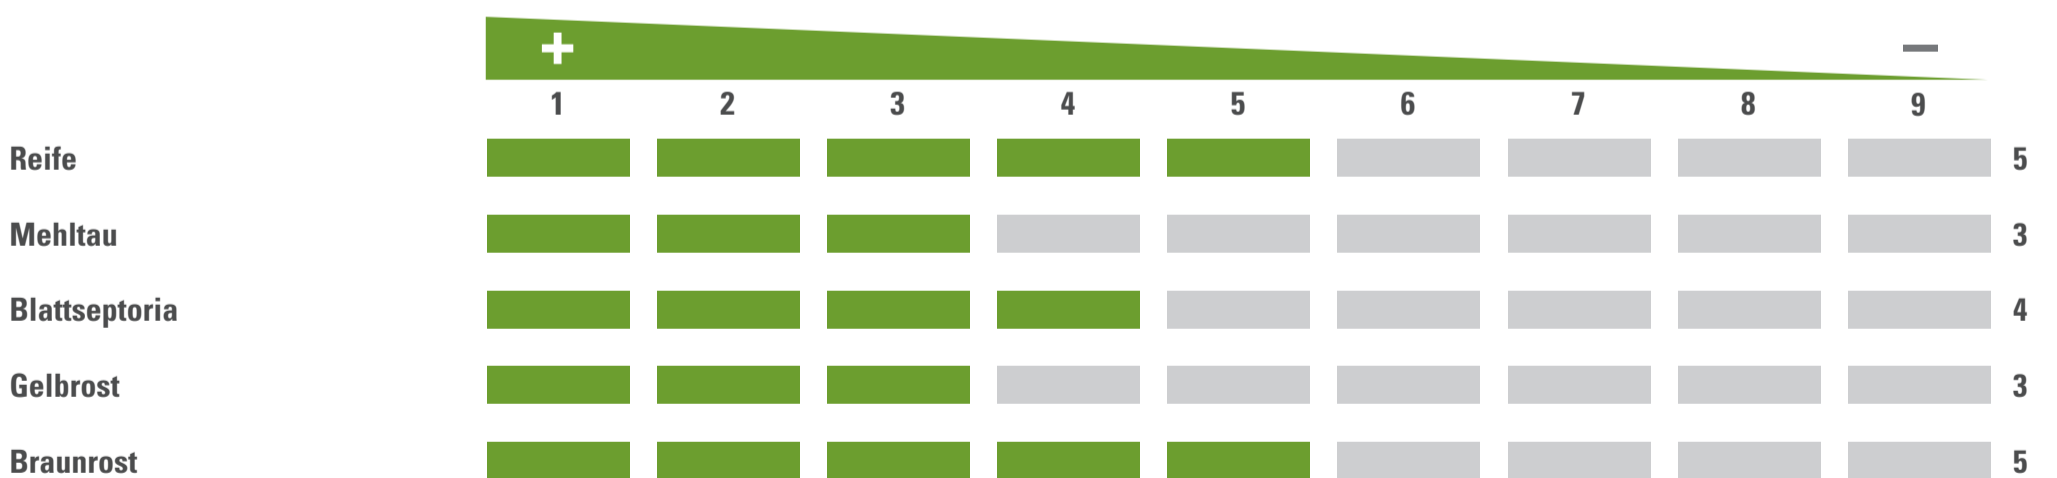 + –
1 2 3 4 5 6 7 8 9
Reife 5
Mehltau 3
Blattseptoria 4
Gelbrost 3
Braunrost 5